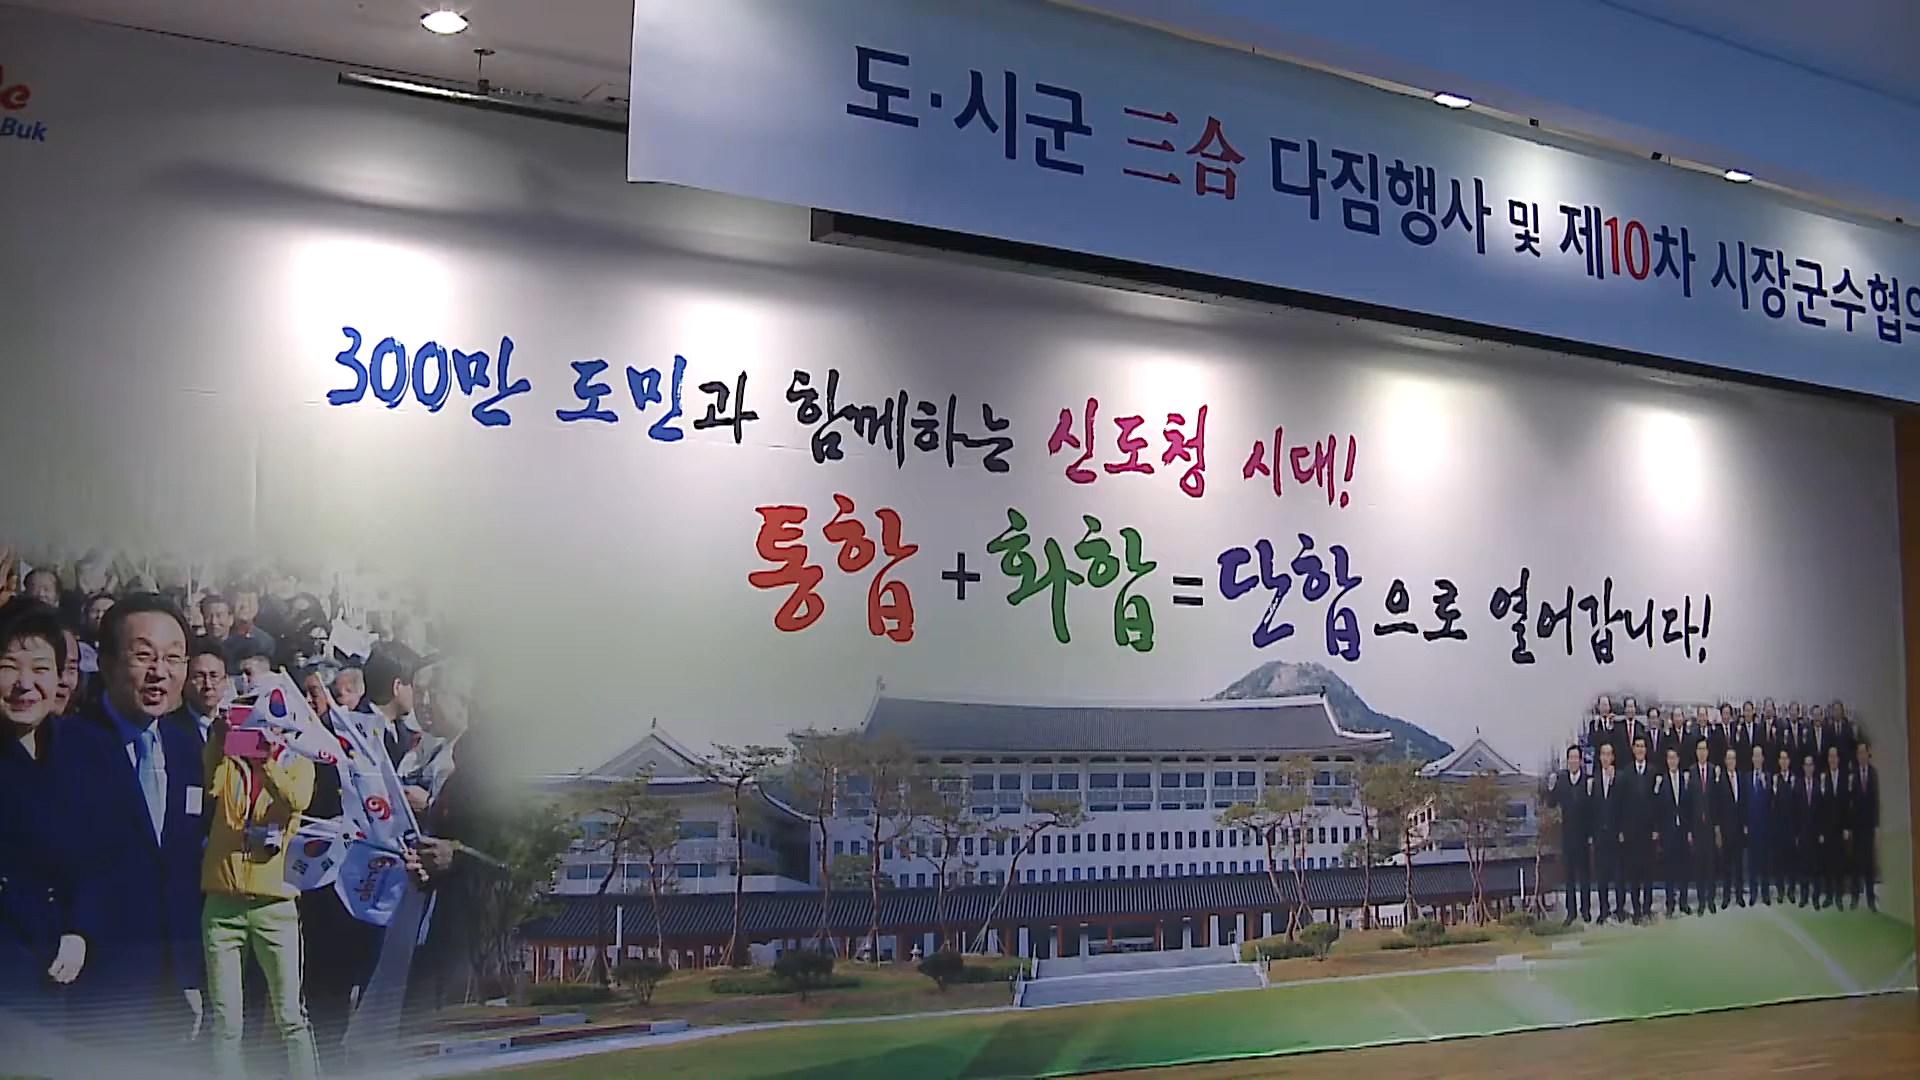 도·시군 三合 다짐행사 및 제10차 시장군수협의
Buk
300만 도민과 함께하는 신도청 시대!
통합 + 화합 = 단합으로 열어갑니다!